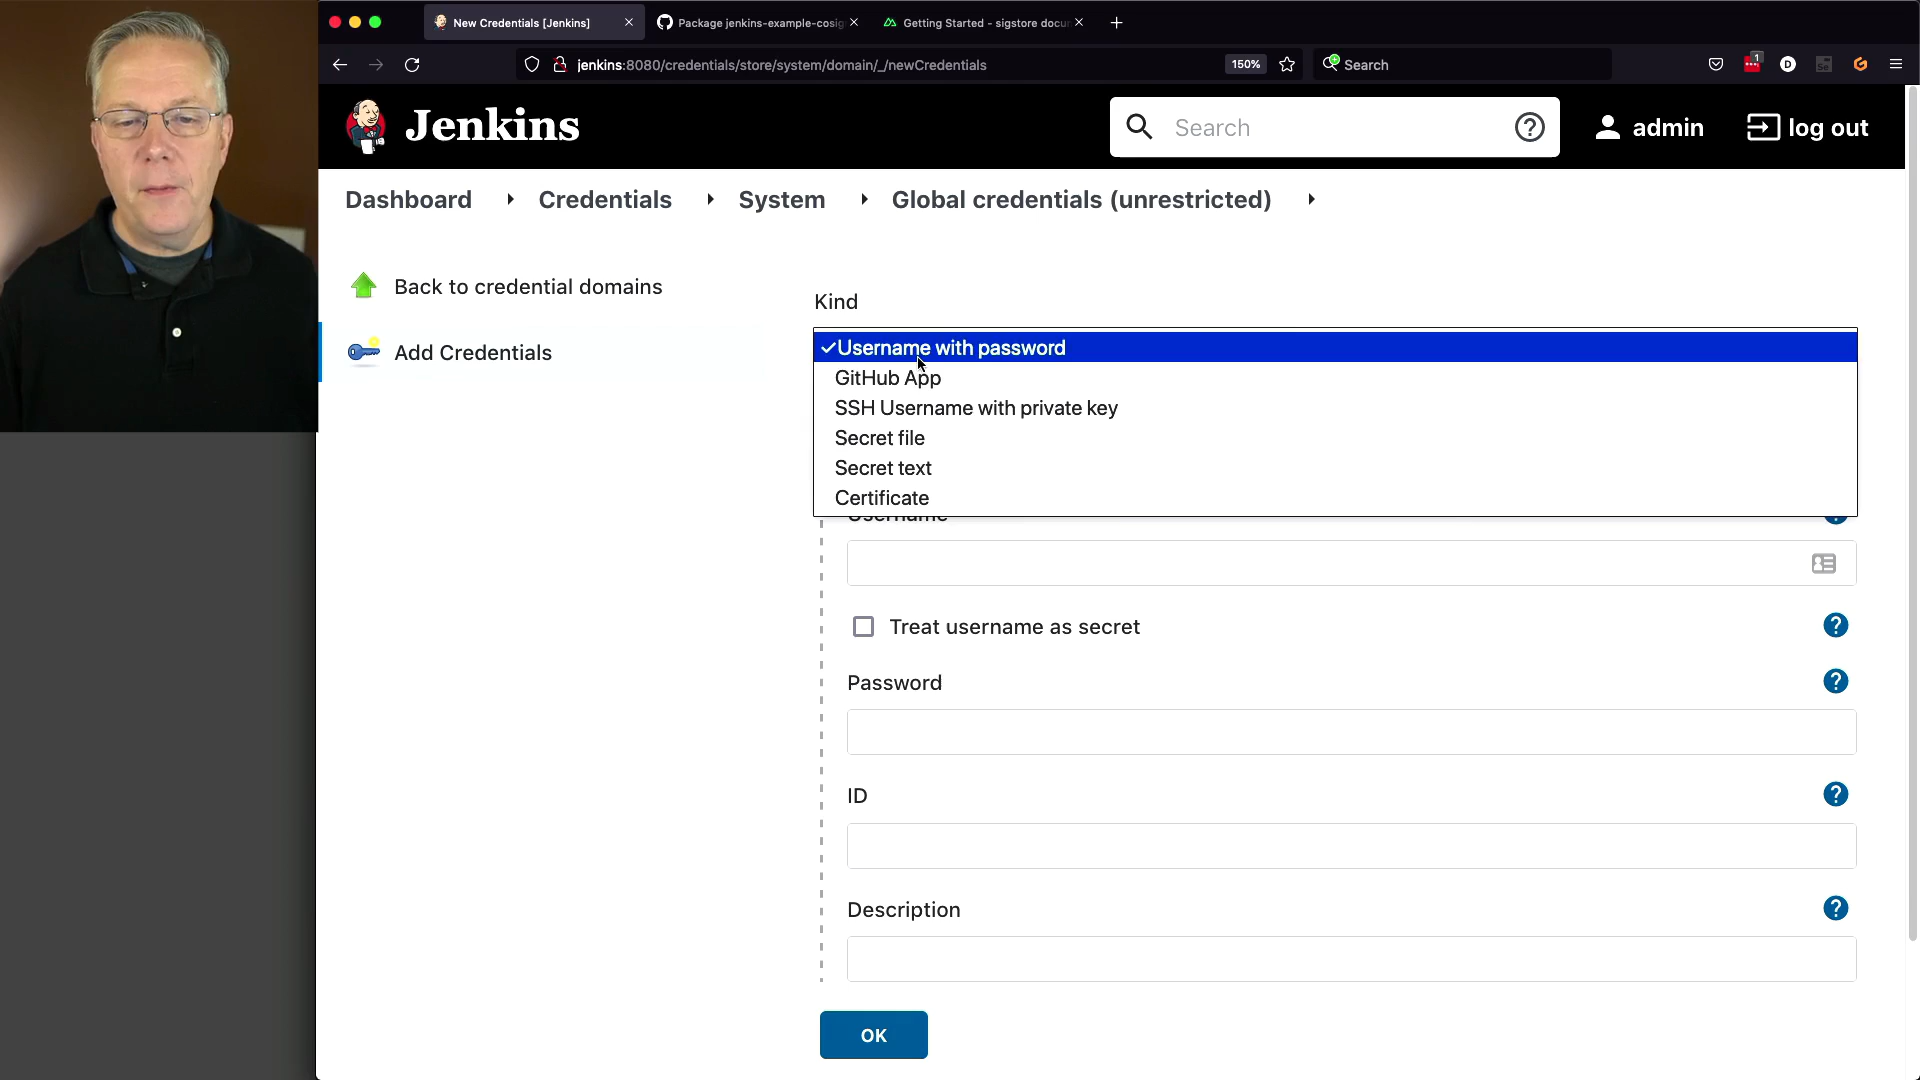 New Credentials [Jenkins]
Package jenkins-example-cosig
Getting Started - sigstore docu
jenkins:8080/credentials/store/system/domain/_/newCredentials
150%
Search
1
Jenkins
Search
admin
log out
Dashboard
Credentials
System
Global credentials (unrestricted)
Back to credential domains
Add Credentials
Kind
✓Username with password
GitHub App
SSH Username with private key
Secret file
Secret text
Certificate
Username
Treat username as secret
Password
ID
Description
OK